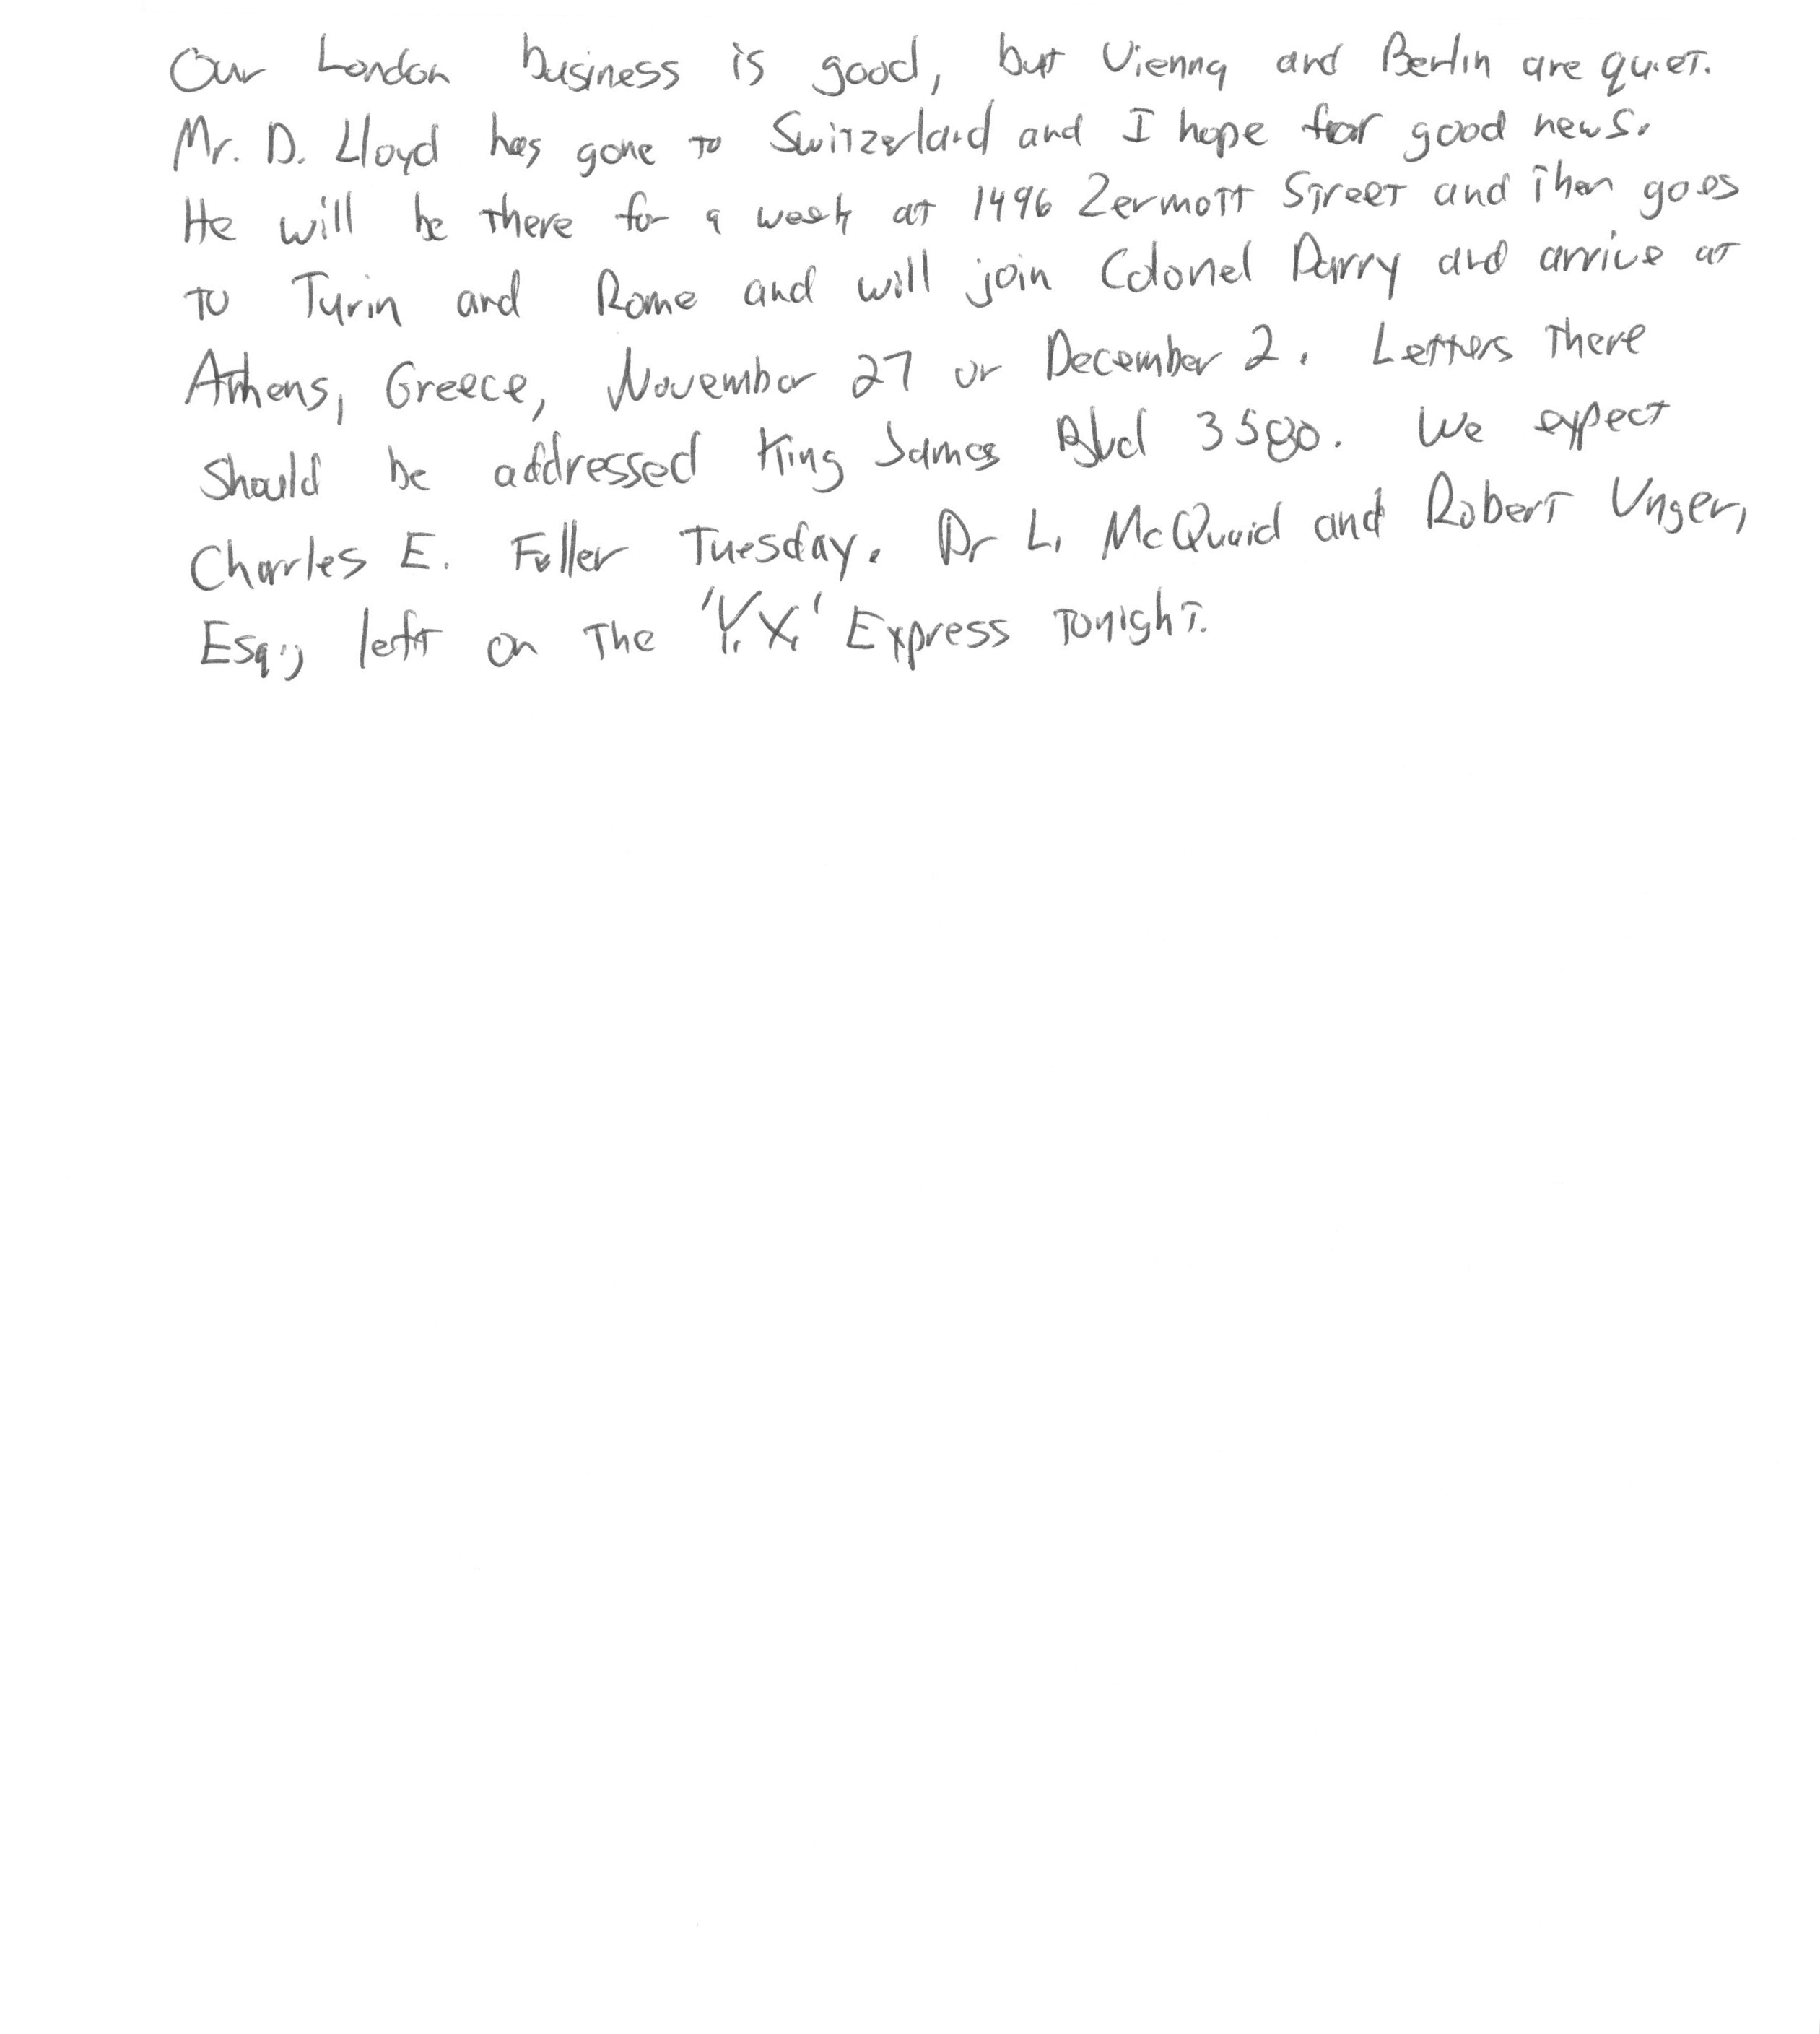 Our London business is good, but Vienna and Berlin are quiet.
Mr. D. Lloyd has gone to Switzerland and I hope for good news.
He will be there for a week at 1496 Zermott Street and then goes
to Turin and Rome and will join Colonel Parry and arrive at
Athens, Greece, November 27 or December 2. Letters there
should be addressed King James Blvd 3580. We expect
Charles E. Fuller Tuesday. Dr L. McQuaid and Robert Unger,
Esq., left on the 'Y.X.' Express tonight.